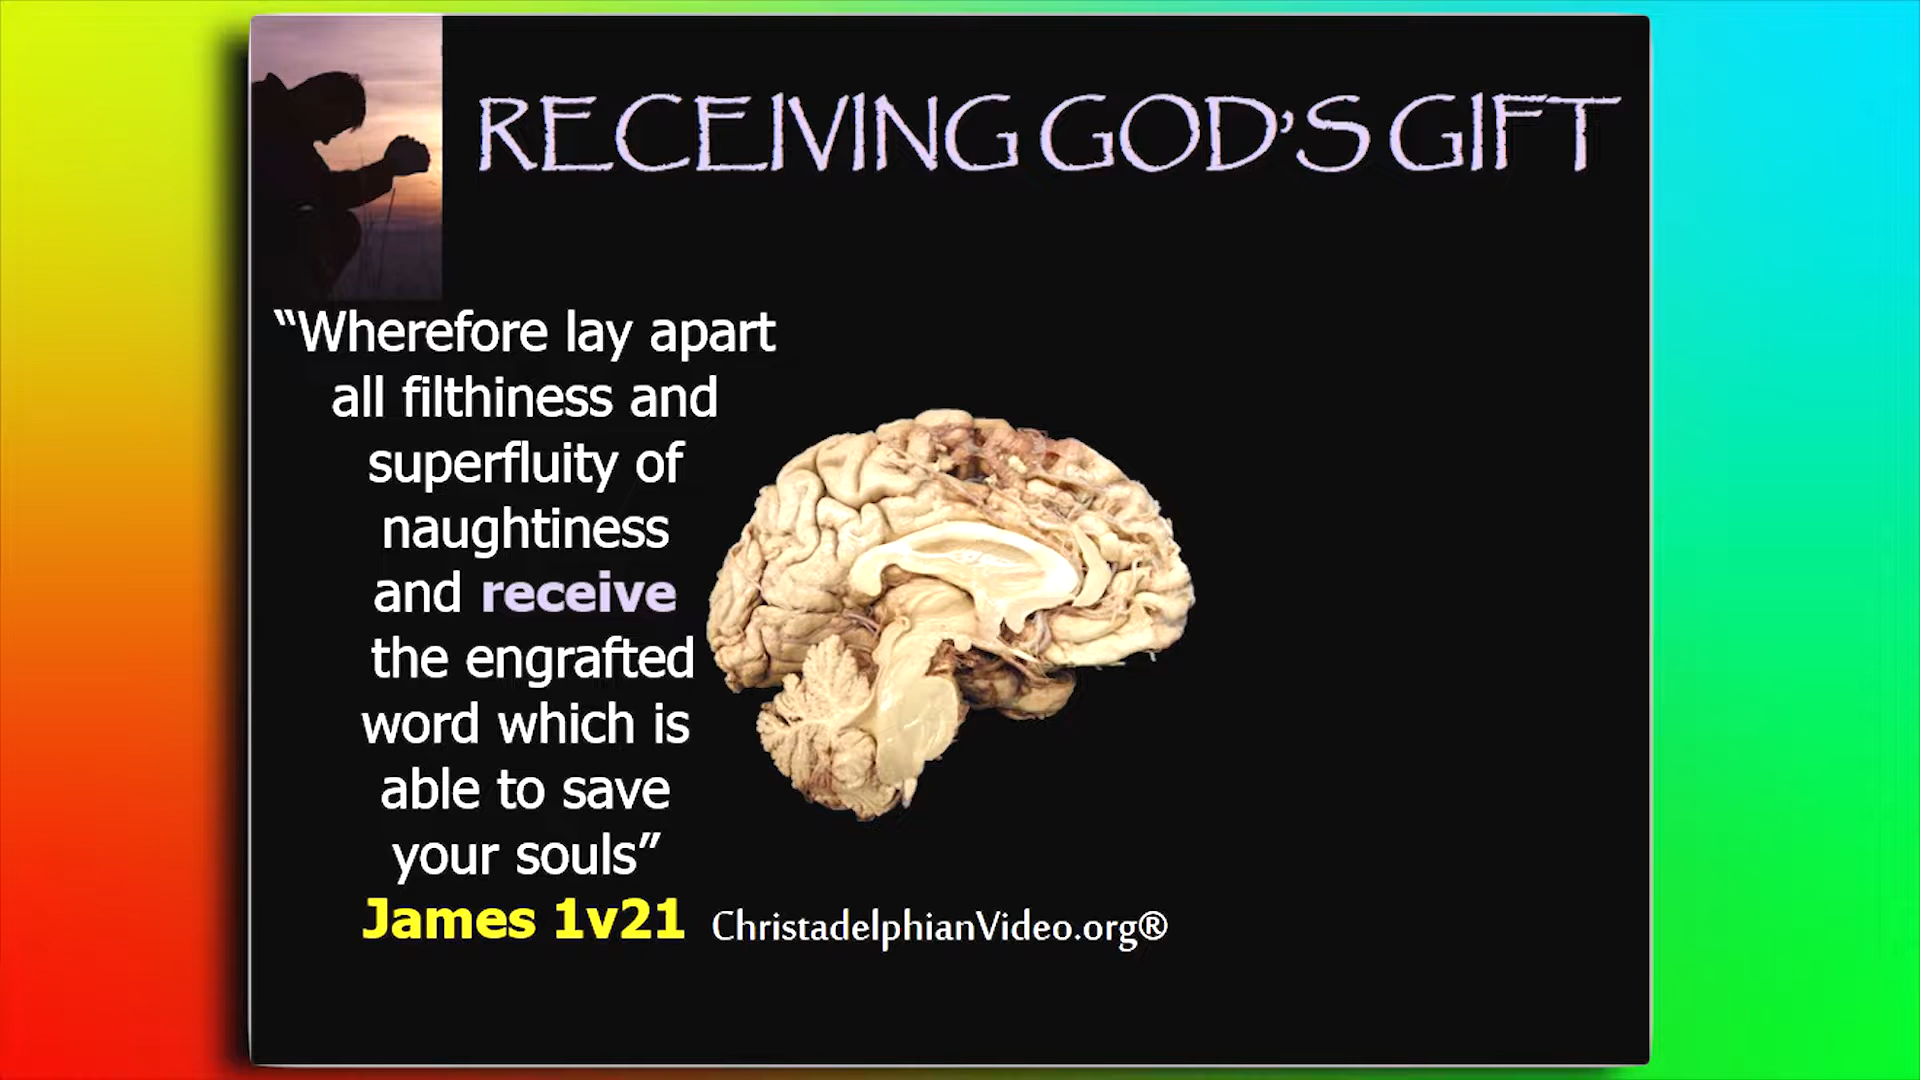 RECEIVING GOD’S GIFT
“Wherefore lay apart
all filthiness and
superfluity of
naughtiness
and receive
the engrafted
word which is
able to save
your souls”
James 1v21
ChristadelphianVideo.org®